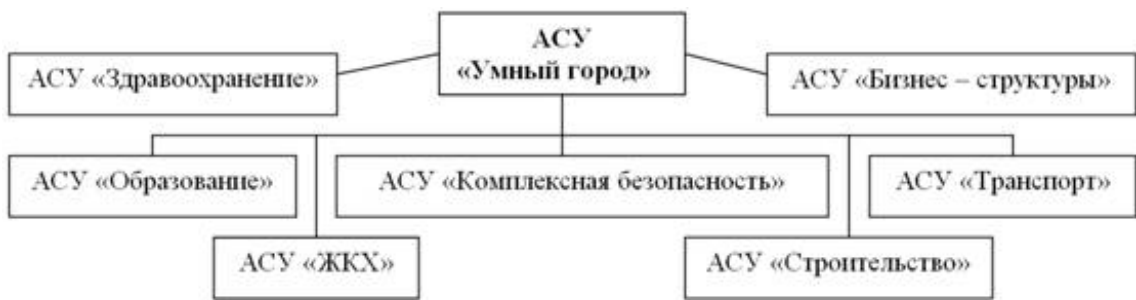 АСУ
«Умный город»
АСУ «Здравоохранение»
АСУ «Бизнес – структуры»
АСУ «Образование»
АСУ «Комплексная безопасность»
АСУ «Транспорт»
АСУ «ЖКХ»
АСУ «Строительство»